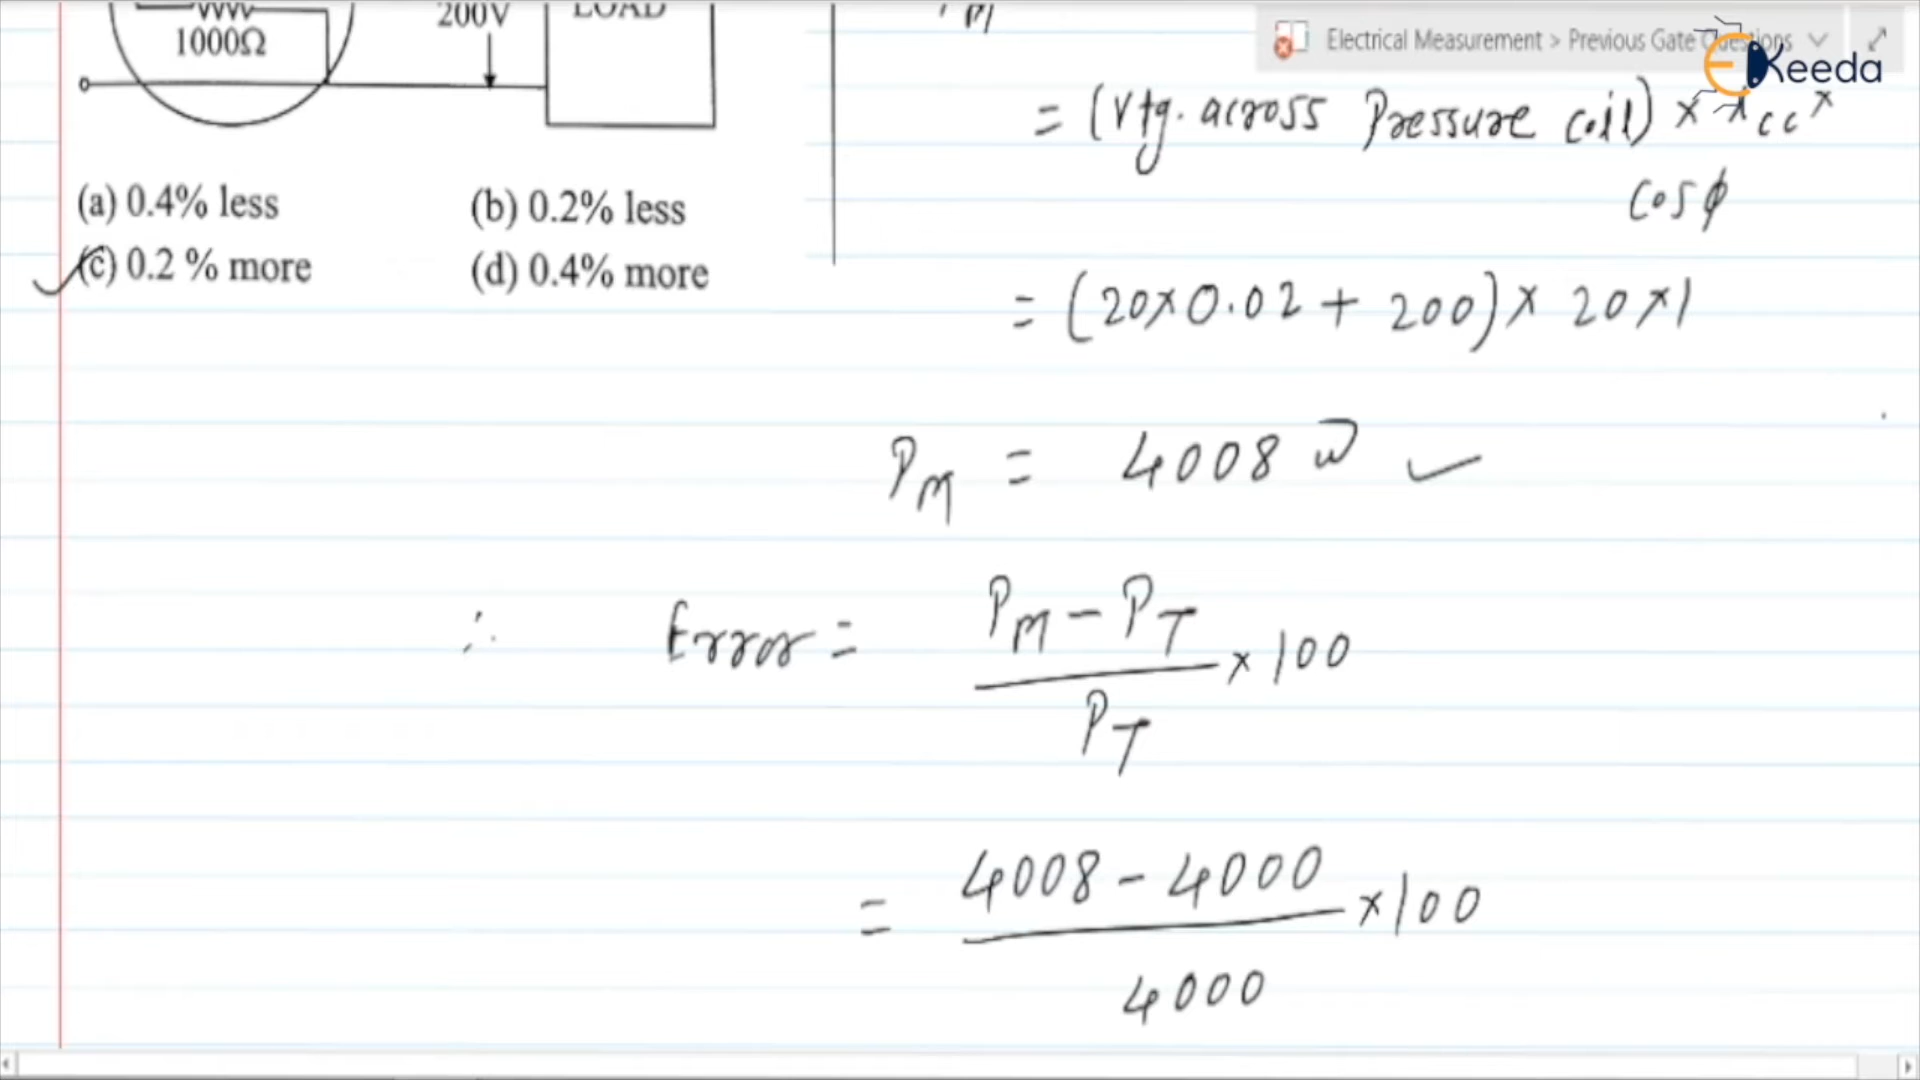 200V
LOAD
1000Ω
Electrical Measurement > Previous Gate Questions
Keeda
= (Vtg. across Pressure coil) × Icc ×
cosϕ
(a) 0.4% less
(b) 0.2% less
(c) 0.2 % more
(d) 0.4% more
= (20×0.02 + 200) × 20×1
PM = 4008 W ✓
∴ Error = PM - PT / PT × 100
= 4008 - 4000 / 4000 × 100